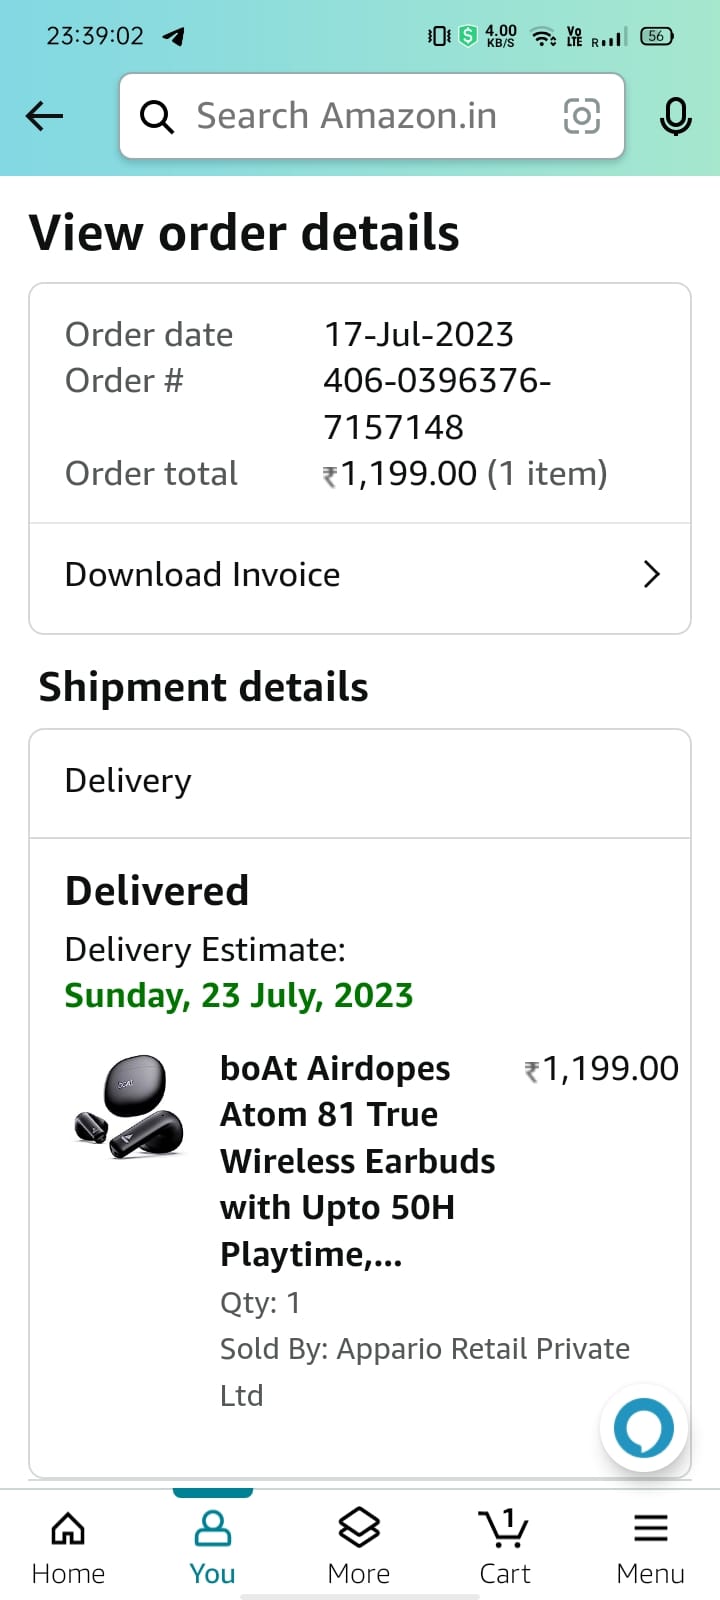 23:39:02
4.00
KB/S
Vo
LTE
R
56
Search Amazon.in
View order details
Order date 17-Jul-2023
Order # 406-0396376-
7157148
Order total ₹1,199.00 (1 item)
Download Invoice
Shipment details
Delivery
Delivered
Delivery Estimate:
Sunday, 23 July, 2023
boAt Airdopes ₹1,199.00
Atom 81 True
Wireless Earbuds
with Upto 50H
Playtime,...
Qty: 1
Sold By: Appario Retail Private
Ltd
1
Home You More Cart Menu